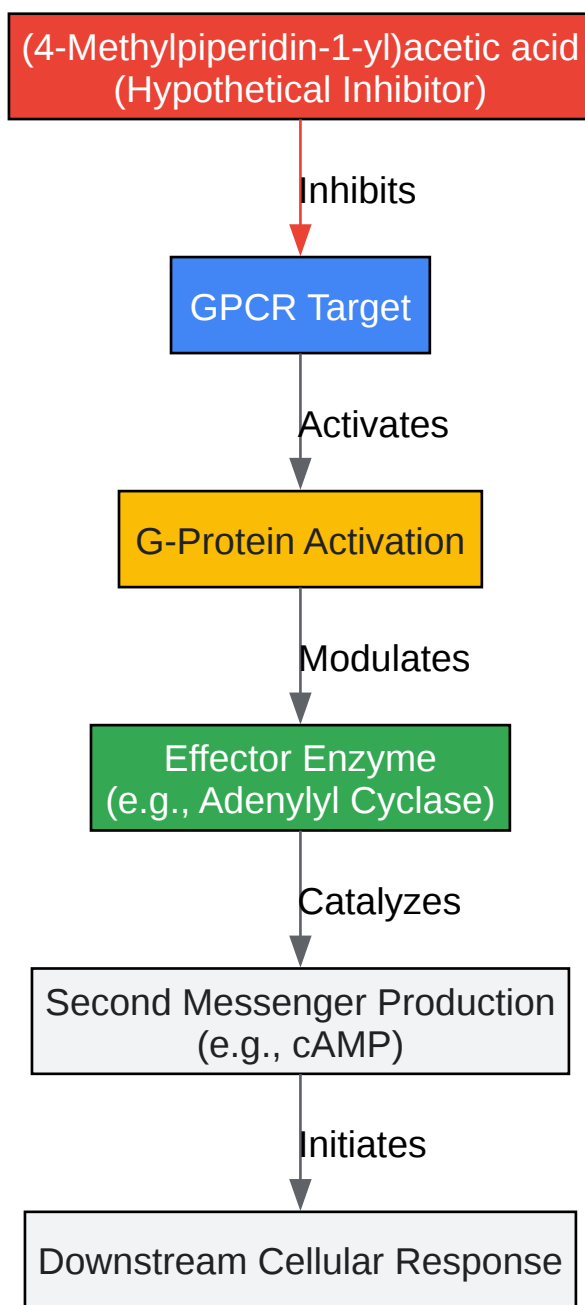 (4-Methylpiperidin-1-yl)acetic acid
(Hypothetical Inhibitor)
Inhibits
GPCR Target
Activates
G-Protein Activation
Modulates
Effector Enzyme
(e.g., Adenylyl Cyclase)
Catalyzes
Second Messenger Production
(e.g., cAMP)
Initiates
Downstream Cellular Response